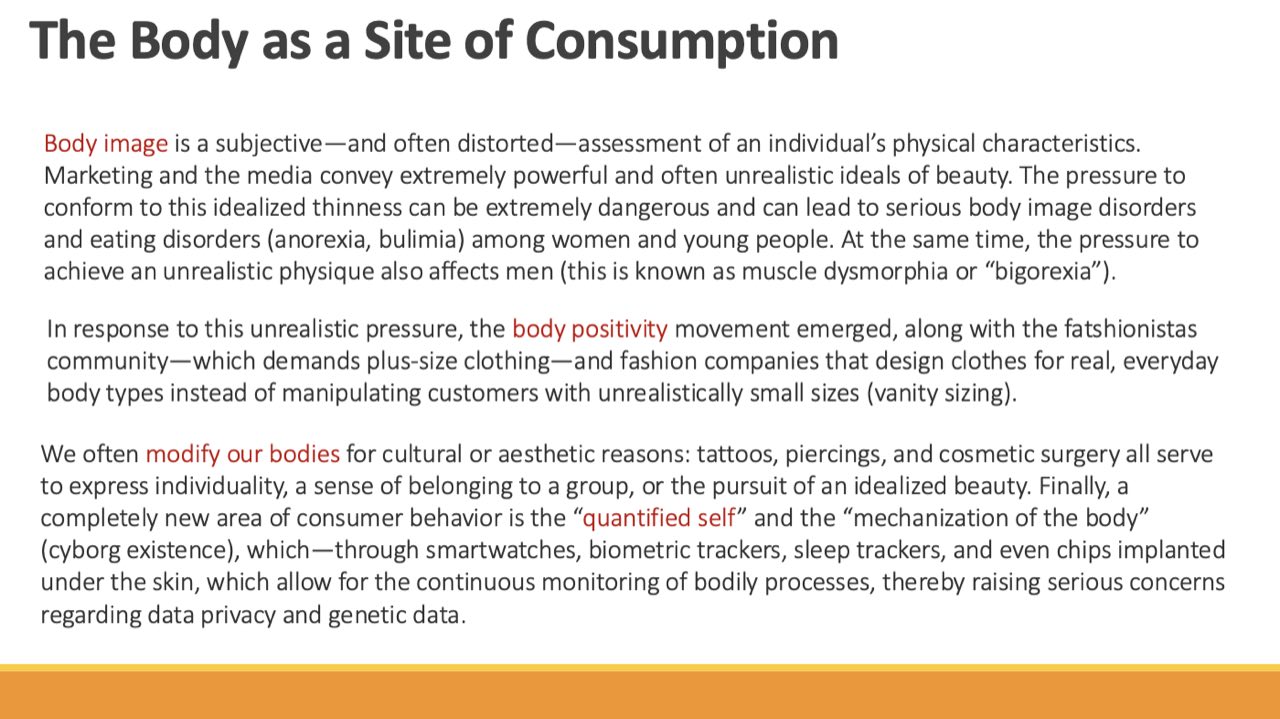 The Body as a Site of Consumption
Body image is a subjective—and often distorted—assessment of an individual’s physical characteristics.
Marketing and the media convey extremely powerful and often unrealistic ideals of beauty. The pressure to
conform to this idealized thinness can be extremely dangerous and can lead to serious body image disorders
and eating disorders (anorexia, bulimia) among women and young people. At the same time, the pressure to
achieve an unrealistic physique also affects men (this is known as muscle dysmorphia or “bigorexia”).
In response to this unrealistic pressure, the body positivity movement emerged, along with the fatshionistas
community—which demands plus-size clothing—and fashion companies that design clothes for real, everyday
body types instead of manipulating customers with unrealistically small sizes (vanity sizing).
We often modify our bodies for cultural or aesthetic reasons: tattoos, piercings, and cosmetic surgery all serve
to express individuality, a sense of belonging to a group, or the pursuit of an idealized beauty. Finally, a
completely new area of consumer behavior is the “quantified self” and the “mechanization of the body”
(cyborg existence), which—through smartwatches, biometric trackers, sleep trackers, and even chips implanted
under the skin, which allow for the continuous monitoring of bodily processes, thereby raising serious concerns
regarding data privacy and genetic data.